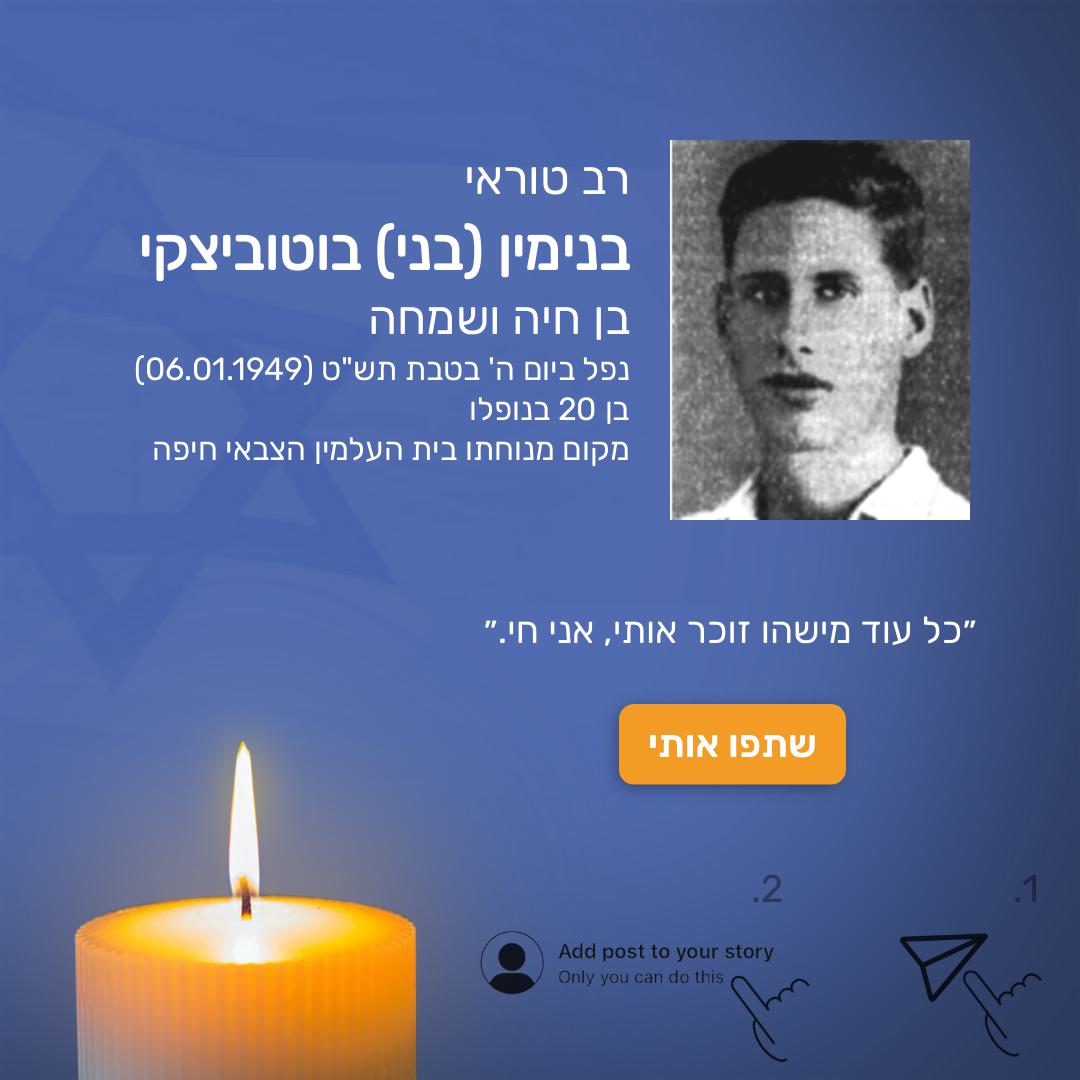 רב טוראי
בנימין (בני) בוטוביצקי
בן חיה ושמחה
נפל ביום ה' בטבת תש"ט (06.01.1949)
בן 20 בנופלו
מקום מנוחתו בית העלמין הצבאי חיפה
״כל עוד מישהו זוכר אותי, אני חי.״
שתפו אותי
1.
2.
Add post to your story
Only you can do this